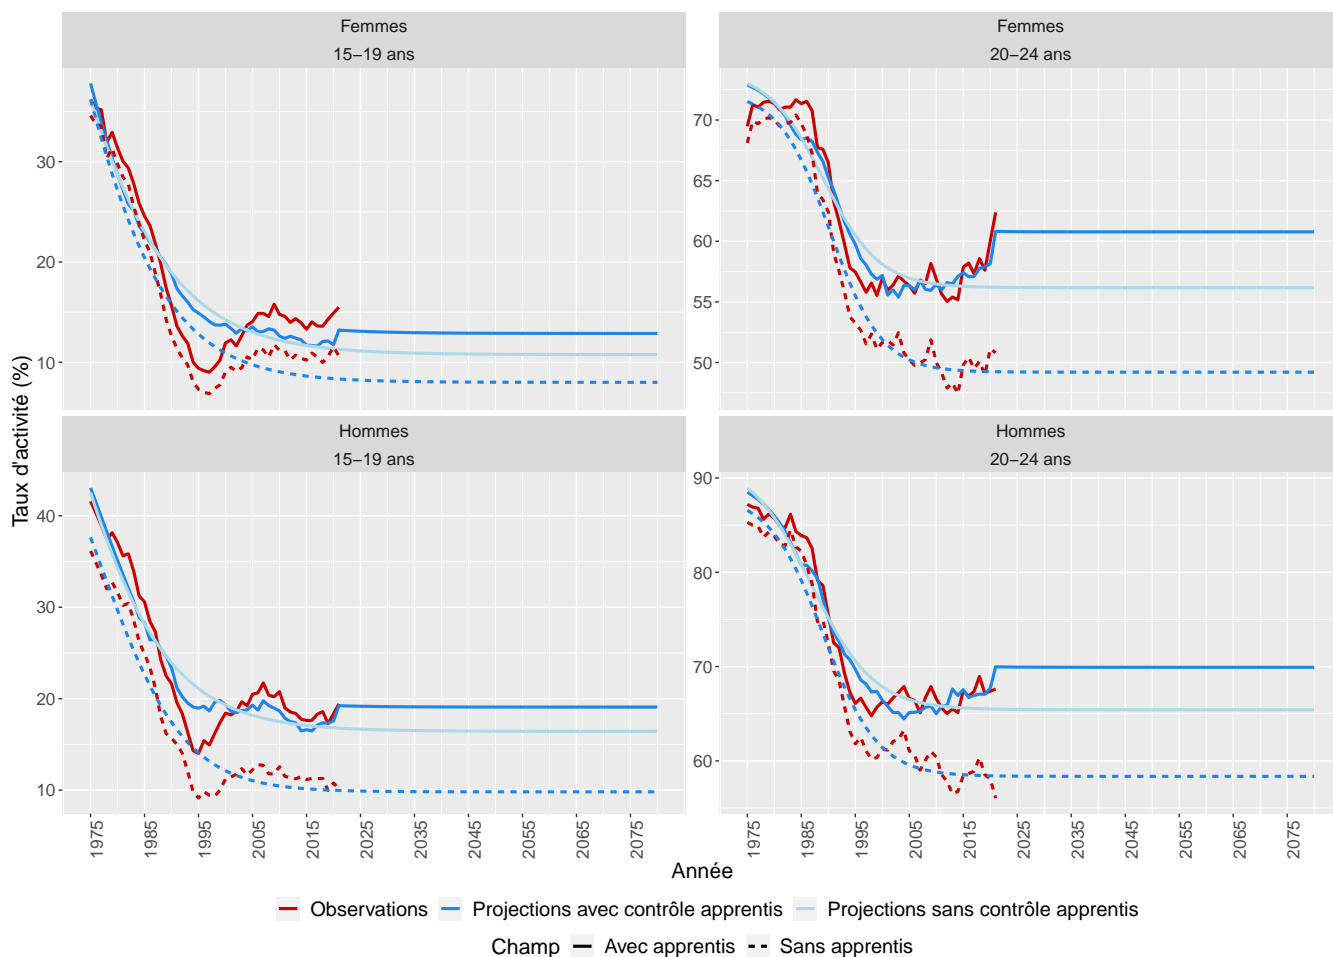 Femmes
15−19 ans
Femmes
20−24 ans
30
20
10
70
65
60
55
50
Hommes
15−19 ans
Hommes
20−24 ans
40
30
20
10
90
80
70
60
Taux d'activité (%)
1975 1985 1995 2005 2015 2025 2035 2045 2055 2065 2075
1975 1985 1995 2005 2015 2025 2035 2045 2055 2065 2075
Année
Observations Projections avec contrôle apprentis Projections sans contrôle apprentis
Champ Avec apprentis Sans apprentis